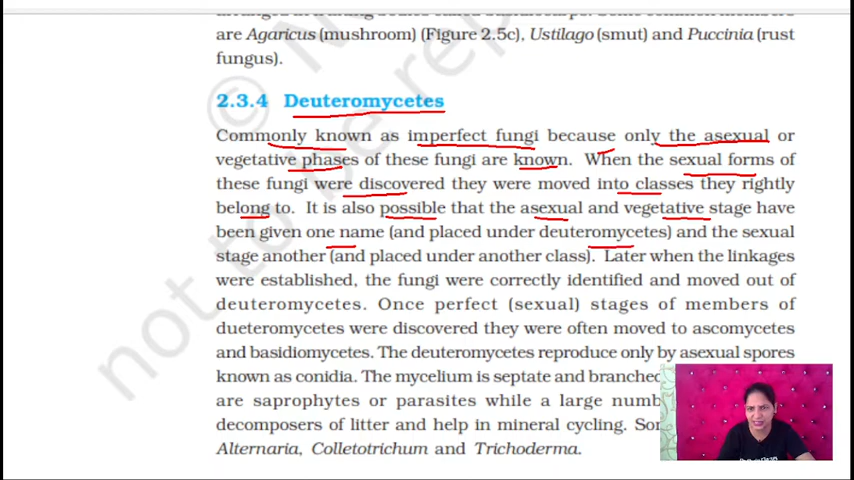 are Agaricus (mushroom) (Figure 2.5c), Ustilago (smut) and Puccinia (rust
fungus).
2.3.4 Deuteromycetes
Commonly known as imperfect fungi because only the asexual or
vegetative phases of these fungi are known. When the sexual forms of
these fungi were discovered they were moved into classes they rightly
belong to. It is also possible that the asexual and vegetative stage have
been given one name (and placed under deuteromycetes) and the sexual
stage another (and placed under another class). Later when the linkages
were established, the fungi were correctly identified and moved out of
deuteromycetes. Once perfect (sexual) stages of members of
dueteromycetes were discovered they were often moved to ascomycetes
and basidiomycetes. The deuteromycetes reproduce only by asexual spores
known as conidia. The mycelium is septate and branched
are saprophytes or parasites while a large numb
decomposers of litter and help in mineral cycling.
Alternaria, Colletotrichum and Trichoderma.
not to be rep